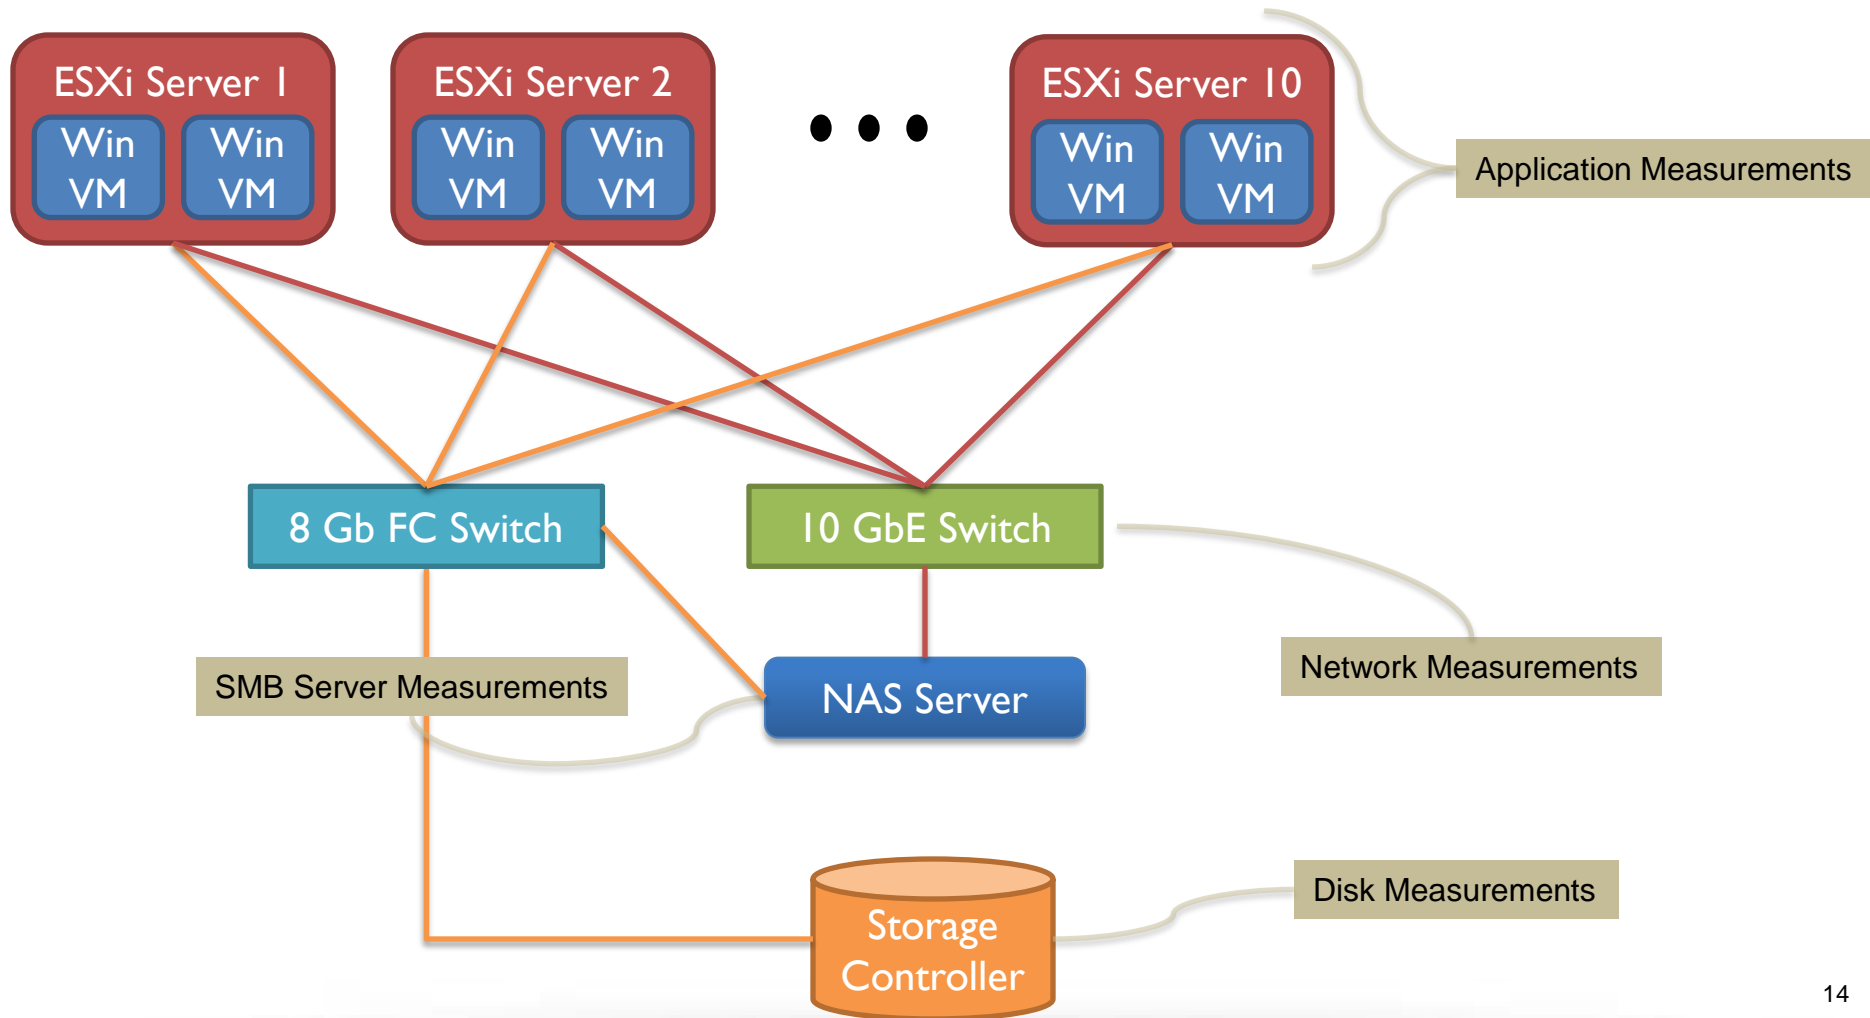 ESXi Server 1
Win
VM
Win
VM
ESXi Server 2
Win
VM
Win
VM
ESXi Server 10
Win
VM
Win
VM
Application Measurements
8 Gb FC Switch
10 GbE Switch
SMB Server Measurements
NAS Server
Network Measurements
Storage
Controller
Disk Measurements
14